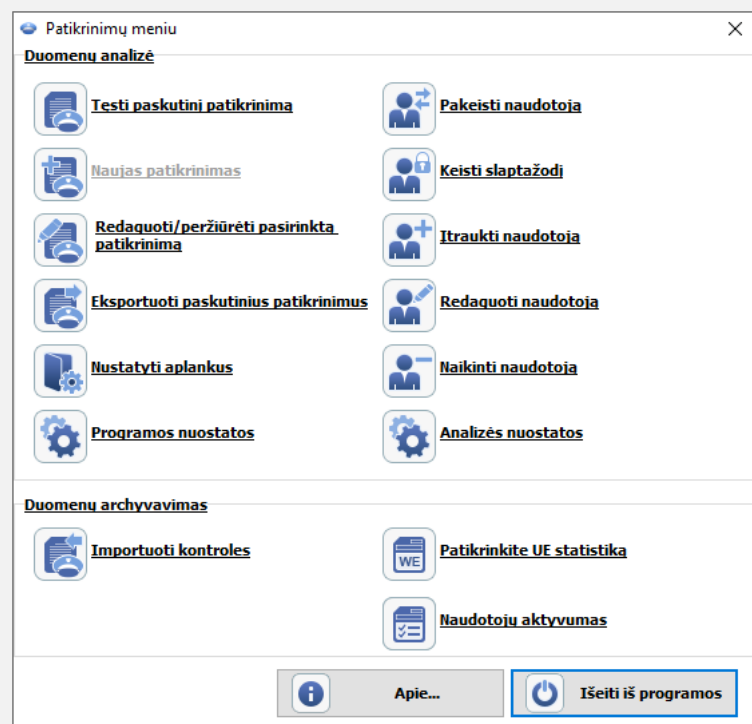 Patikrinimų meniu
Duomenų analizė
Tęsti paskutinį patikrinimą
Pakeisti naudotoją
Naujas patikrinimas
Keisti slaptažodį
Redaguoti/peržiūrėti pasirinktą
patikrinimą
Įtraukti naudotoją
Eksportuoti paskutinius patikrinimus
Redaguoti naudotoją
Nustatyti aplankus
Naikinti naudotoją
Programos nuostatos
Analizės nuostatos
Duomenų archyvavimas
Importuoti kontroles
WE
Patikrinkite UE statistiką
Naudotojų aktyvumas
Apie...
Išeiti iš programos